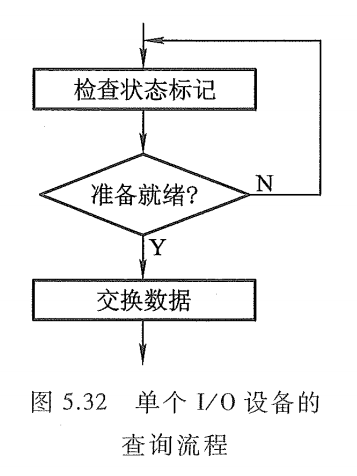 检查状态标记
准备就绪?
N
Y
交换数据
图 5.32 单个 I/O 设备的
查询流程